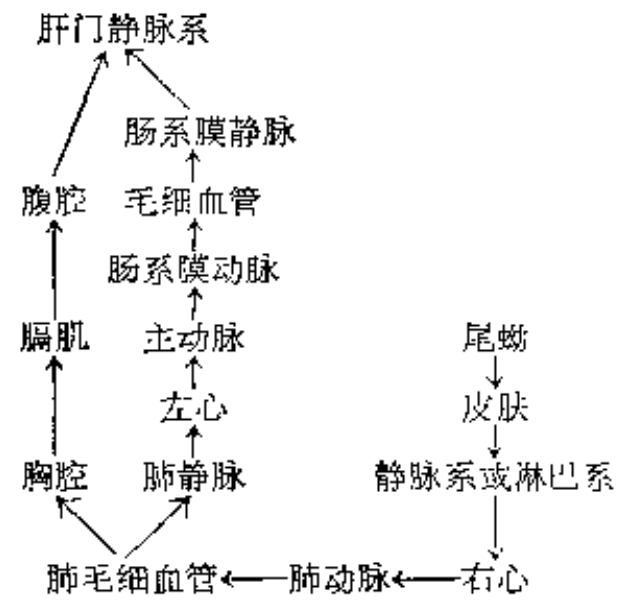 肝门静脉系
肠系膜静脉
腹腔 毛细血管
肠系膜动脉
膈肌 主动脉 尾蚴
左心 皮肤
胸腔 肺静脉 静脉系或淋巴系
肺毛细血管 肺动脉 右心